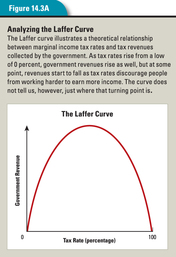 Figure 14.3A
Analyzing the Laffer Curve
The Laffer curve illustrates a theoretical relationship
between marginal income tax rates and tax revenues
collected by the government. As tax rates rise from a low
of 0 percent, government revenues rise as well, but at some
point, revenues start to fall as tax rates discourage people
from working harder to earn more income. The curve does
not tell us, however, just where that turning point is.
The Laffer Curve
Government Revenue
0
100
Tax Rate (percentage)